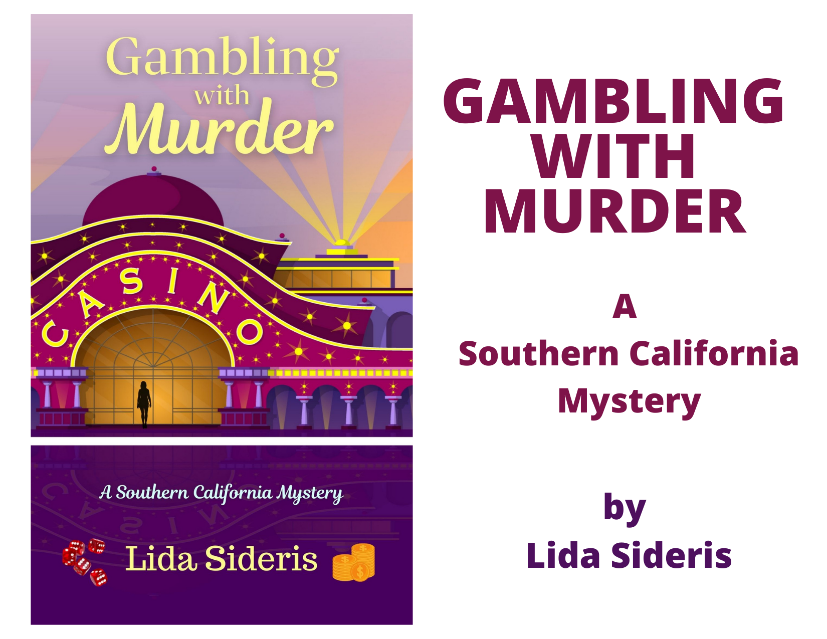 Gambling
with
Murder
CASINO
A Southern California Mystery
Lida Sideris
GAMBLING
WITH
MURDER
A
Southern California
Mystery
by
Lida Sideris